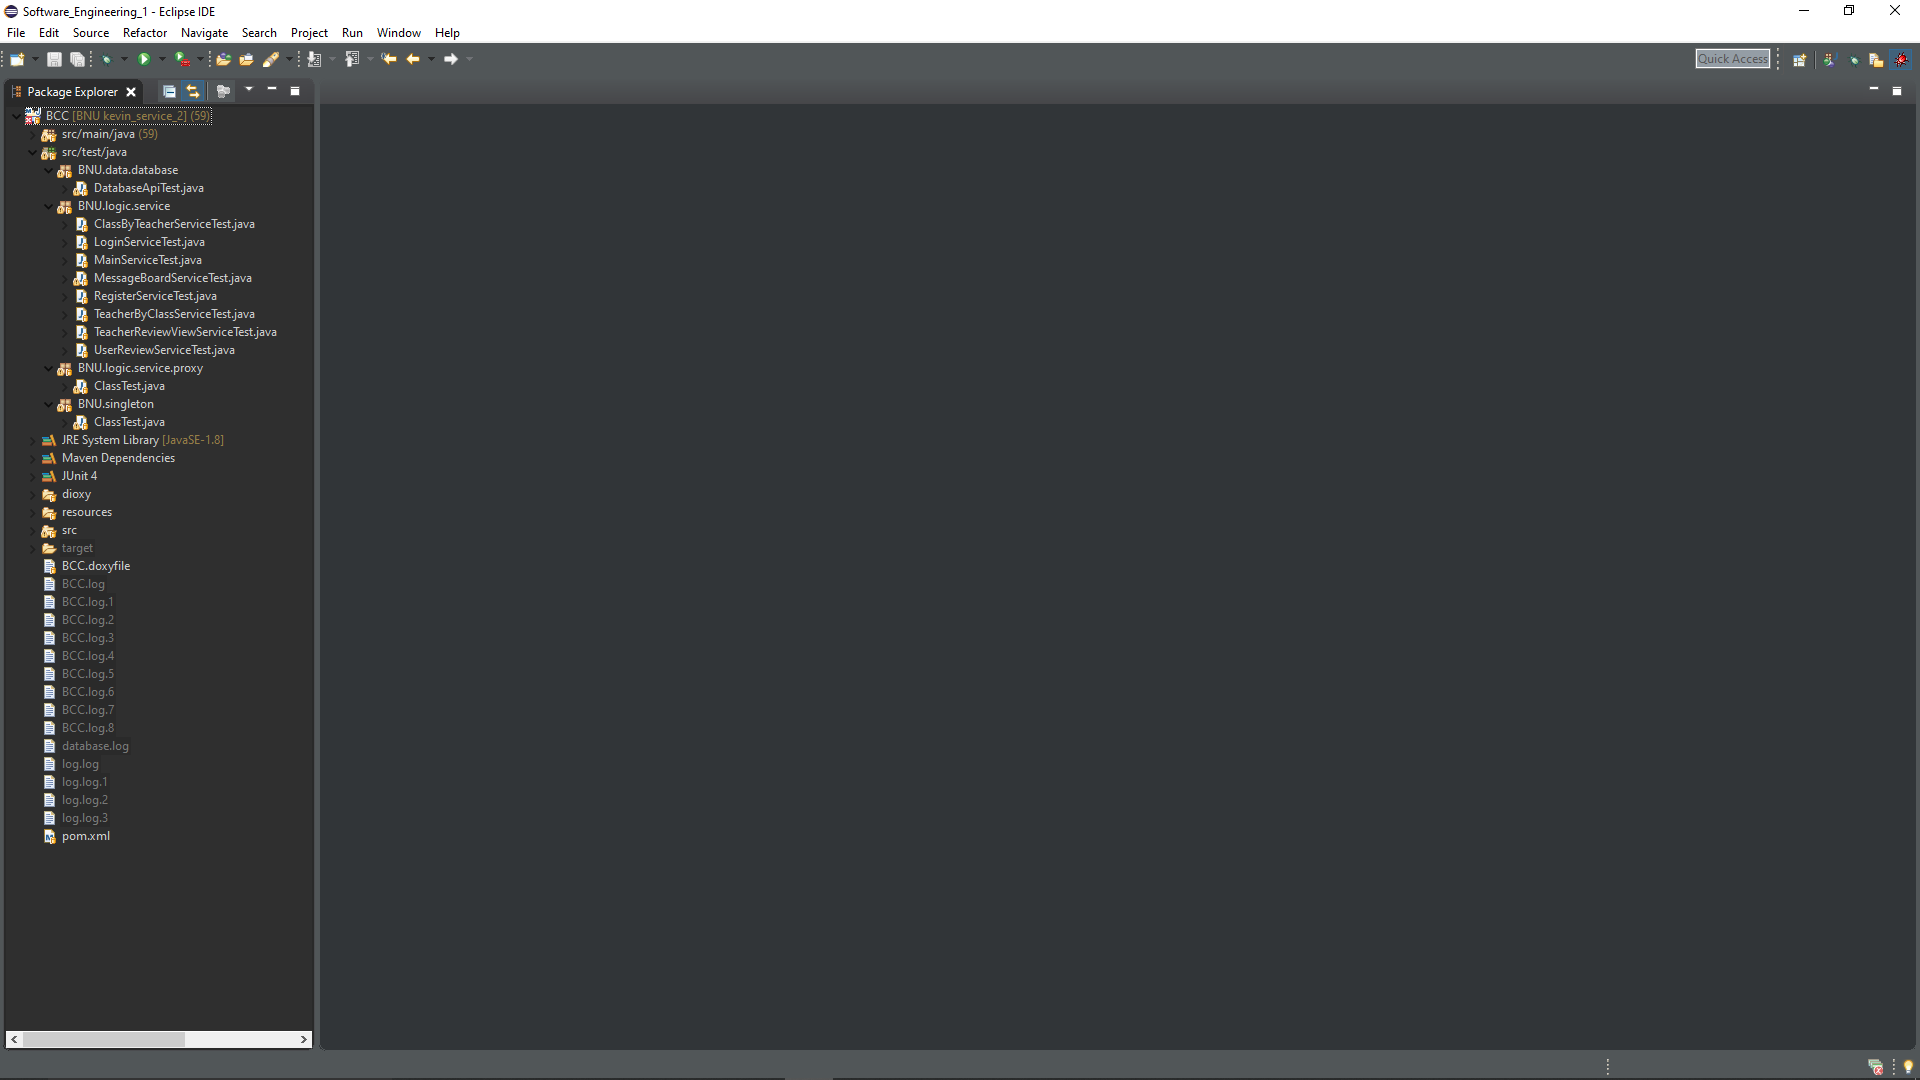 Software_Engineering_1 - Eclipse IDE
File Edit Source Refactor Navigate Search Project Run Window Help
Quick Access
Package Explorer
BCC [BNU kevin_service_2] (59)
src/main/java (59)
src/test/java
BNU.data.database
DatabaseApiTest.java
BNU.logic.service
ClassByTeacherServiceTest.java
LoginServiceTest.java
MainServiceTest.java
MessageBoardServiceTest.java
RegisterServiceTest.java
TeacherByClassServiceTest.java
TeacherReviewViewServiceTest.java
UserReviewServiceTest.java
BNU.logic.service.proxy
ClassTest.java
BNU.singleton
ClassTest.java
JRE System Library [JavaSE-1.8]
Maven Dependencies
JUnit 4
dioxy
resources
src
target
BCC.doxyfile
BCC.log
BCC.log.1
BCC.log.2
BCC.log.3
BCC.log.4
BCC.log.5
BCC.log.6
BCC.log.7
BCC.log.8
database.log
log.log
log.log.1
log.log.2
log.log.3
pom.xml